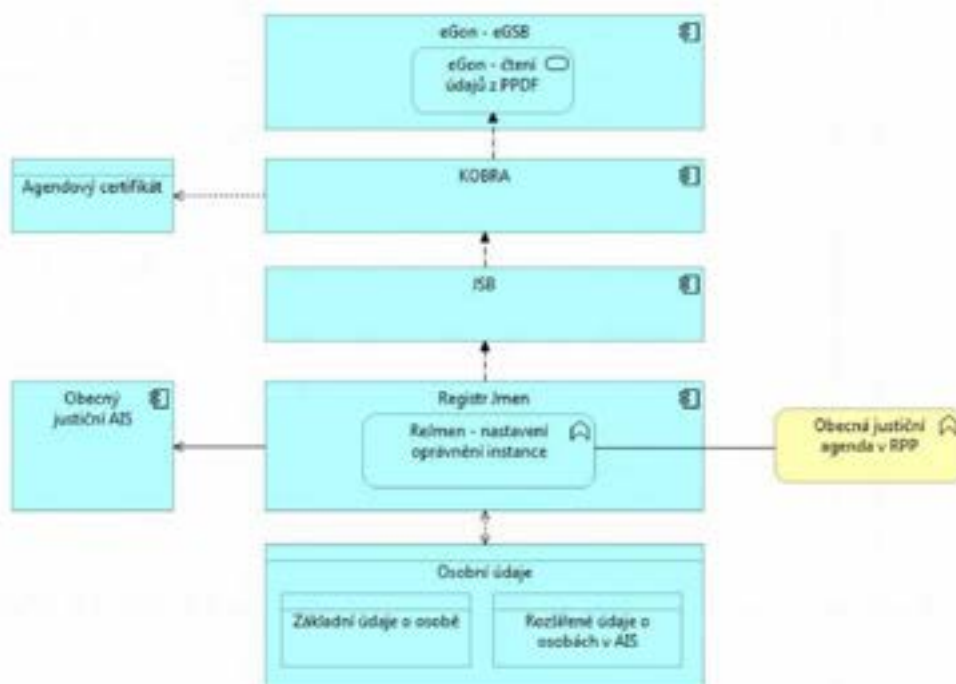 eGon - eGSB
eGon - čtení
údajů z PPDF
Agendový certifikát
KOBRA
JSB
Obecný
justiční AIS
Registr Jmen
ReJmen - nastavení
oprávnění instance
Obecná justiční
agenda v RPP
Osobní údaje
Základní údaje o osobě
Rozšířené údaje o
osobách v AIS